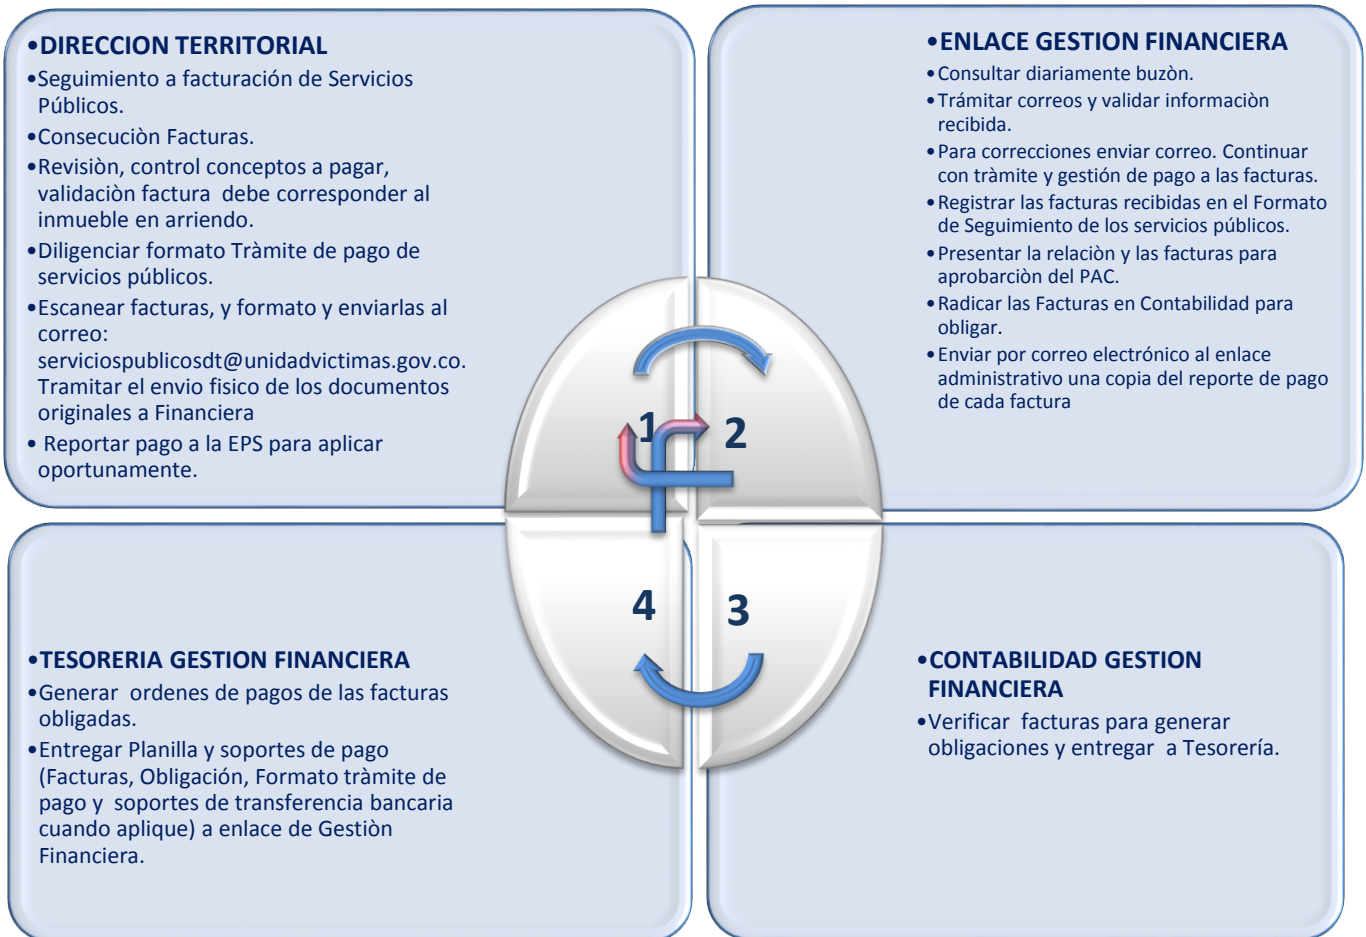 •DIRECCION TERRITORIAL
•Seguimiento a facturación de Servicios
Públicos.
•Consecuciòn Facturas.
•Revisiòn, control conceptos a pagar,
validaciòn factura debe corresponder al
inmueble en arriendo.
•Diligenciar formato Tràmite de pago de
servicios públicos.
•Escanear facturas, y formato y enviarlas al
correo:
serviciospublicosdt@unidadvictimas.gov.co.
Tramitar el envio fisico de los documentos
originales a Financiera
• Reportar pago a la EPS para aplicar
oportunamente.
•ENLACE GESTION FINANCIERA
•Consultar diariamente buzòn.
•Trámitar correos y validar informaciòn
recibida.
•Para correcciones enviar correo. Continuar
con tràmite y gestión de pago a las facturas.
•Registrar las facturas recibidas en el Formato
de Seguimiento de los servicios públicos.
•Presentar la relaciòn y las facturas para
aprobarciòn del PAC.
•Radicar las Facturas en Contabilidad para
obligar.
•Enviar por correo electrónico al enlace
administrativo una copia del reporte de pago
de cada factura
1
2
4
3
•TESORERIA GESTION FINANCIERA
•Generar ordenes de pagos de las facturas
obligadas.
•Entregar Planilla y soportes de pago
(Facturas, Obligación, Formato tràmite de
pago y soportes de transferencia bancaria
cuando aplique) a enlace de Gestiòn
Financiera.
•CONTABILIDAD GESTION
FINANCIERA
•Verificar facturas para generar
obligaciones y entregar a Tesorería.